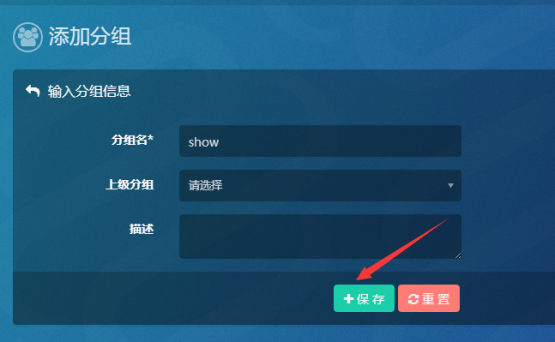 添加分组
输入分组信息
分组名* show
上级分组 请选择
描述
保存 重置